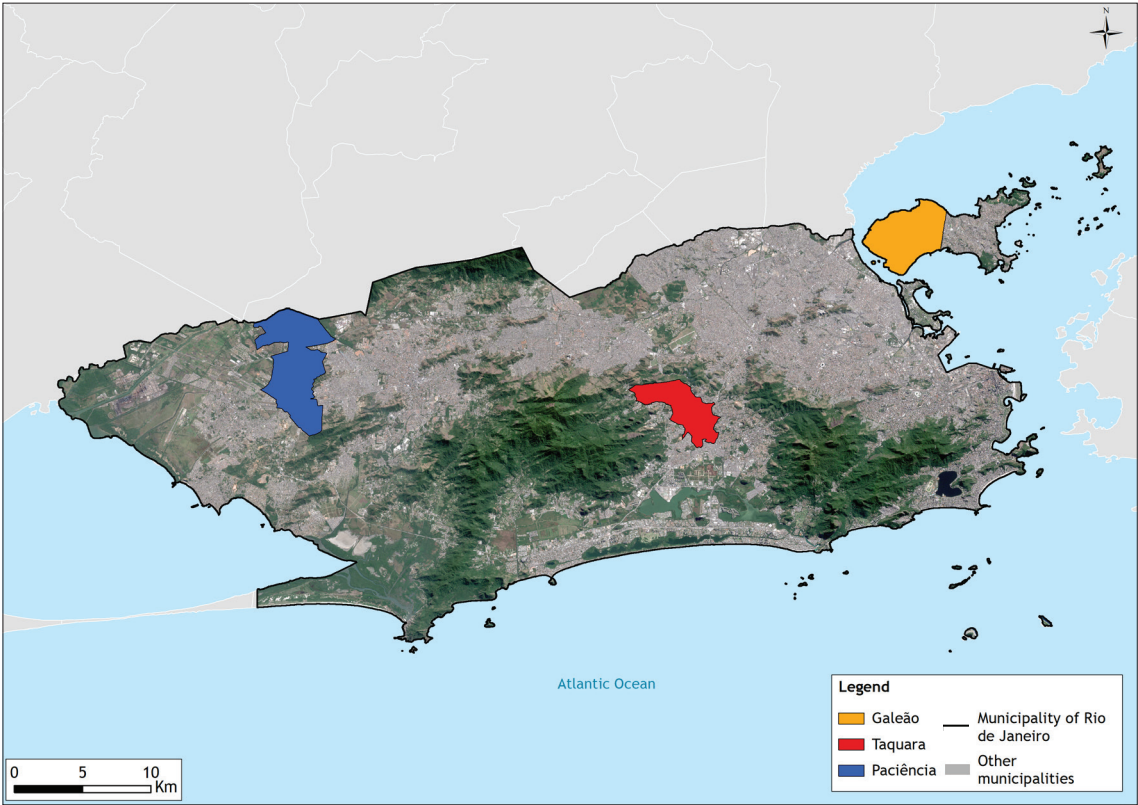 N
Atlantic Ocean
Legend
Galeão
Taquara
Paciência
Municipality of Rio
de Janeiro
Other
municipalities
0 5 10
Km